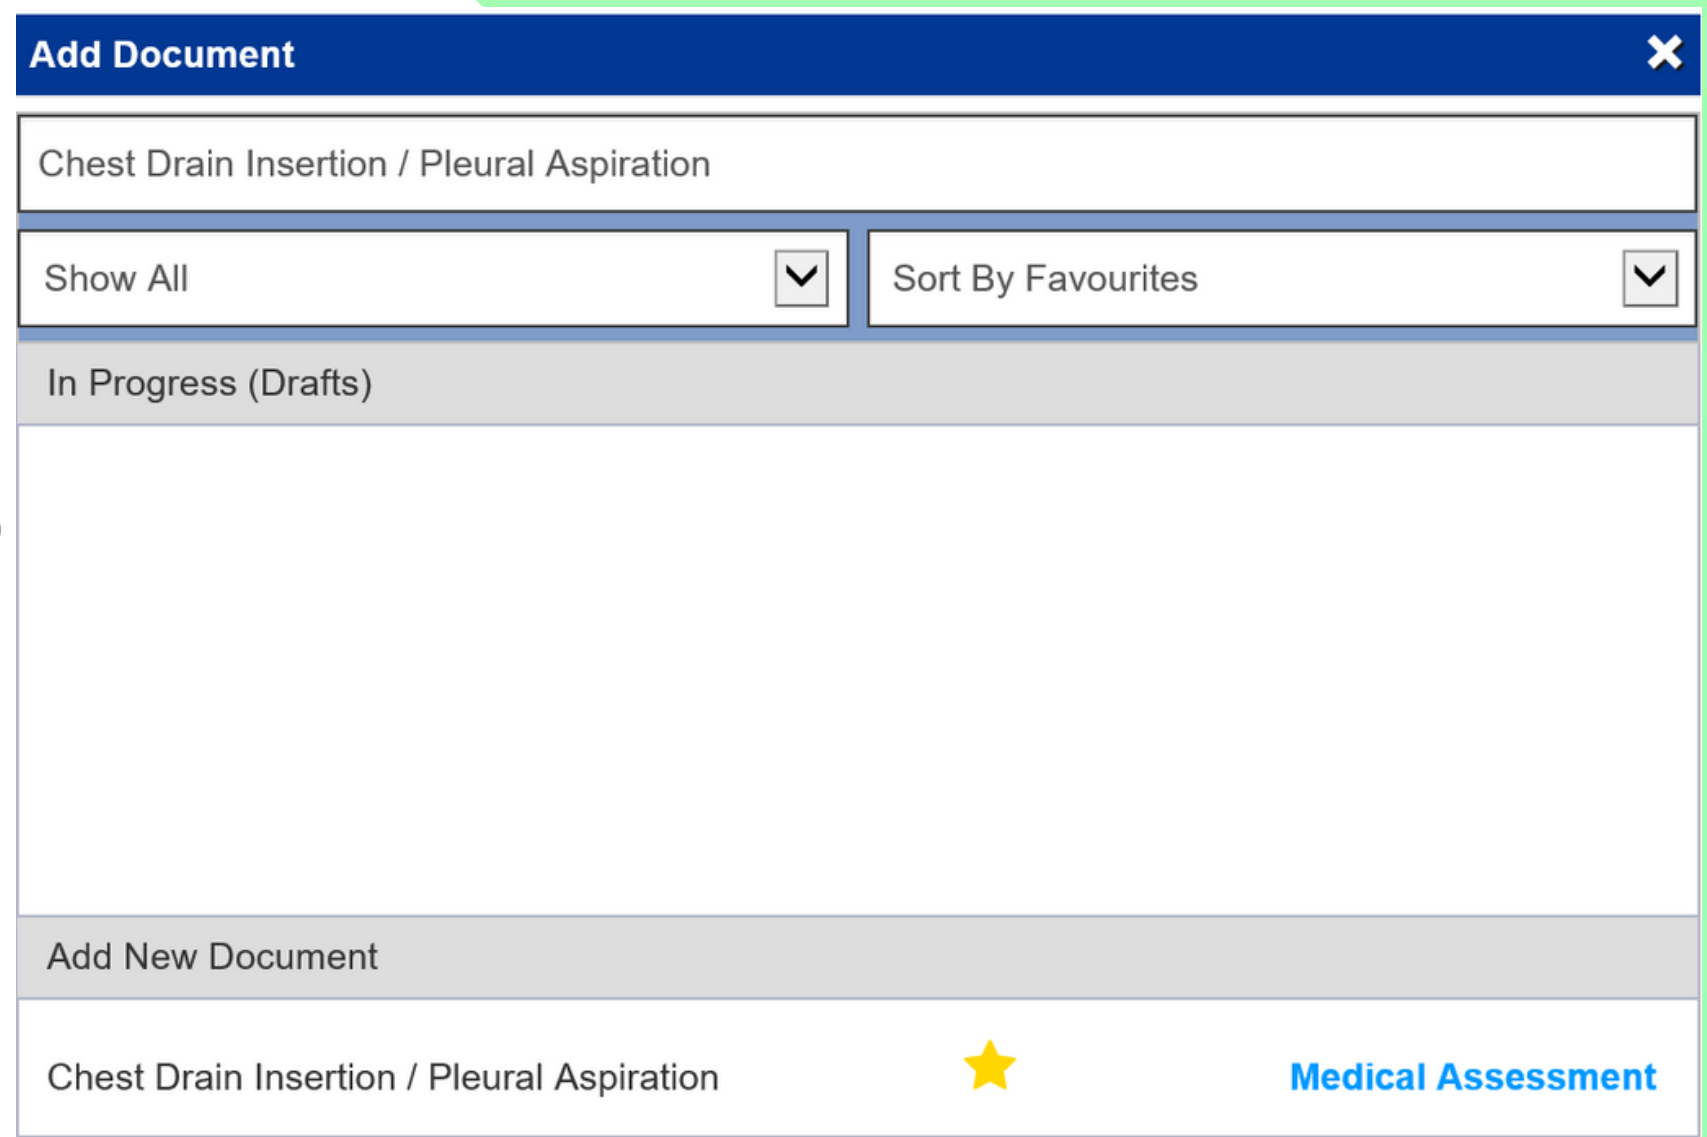 Add Document
Chest Drain Insertion / Pleural Aspiration
Show All
Sort By Favourites
In Progress (Drafts)
Add New Document
Chest Drain Insertion / Pleural Aspiration
Medical Assessment